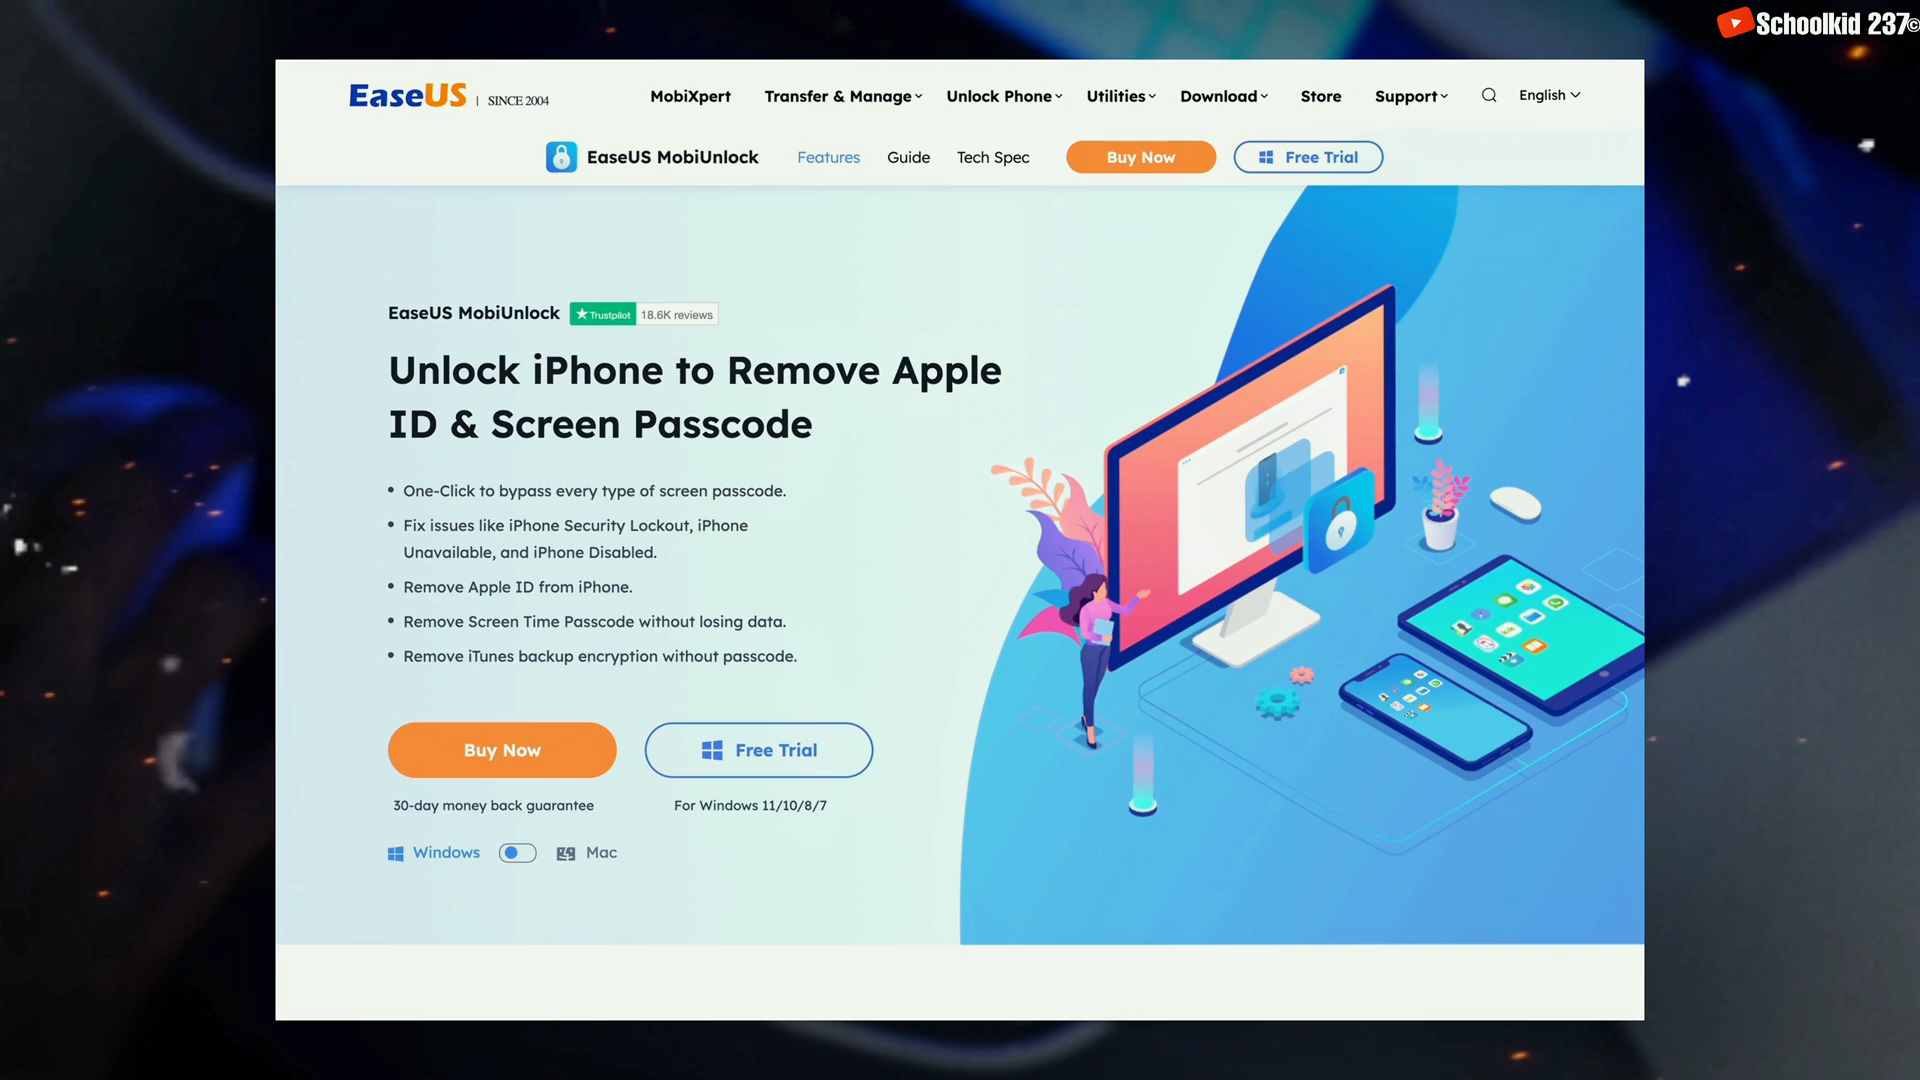 Schoolkid 237©
EaseUS | SINCE 2004
MobiXpert Transfer & Manage Unlock Phone Utilities Download Store Support English
EaseUS MobiUnlock Features Guide Tech Spec Buy Now Free Trial
EaseUS MobiUnlock Trustpilot 18.6K reviews
Unlock iPhone to Remove Apple
ID & Screen Passcode
• One-Click to bypass every type of screen passcode.
• Fix issues like iPhone Security Lockout, iPhone
Unavailable, and iPhone Disabled.
• Remove Apple ID from iPhone.
• Remove Screen Time Passcode without losing data.
• Remove iTunes backup encryption without passcode.
Buy Now Free Trial
30-day money back guarantee For Windows 11/10/8/7
Windows Mac